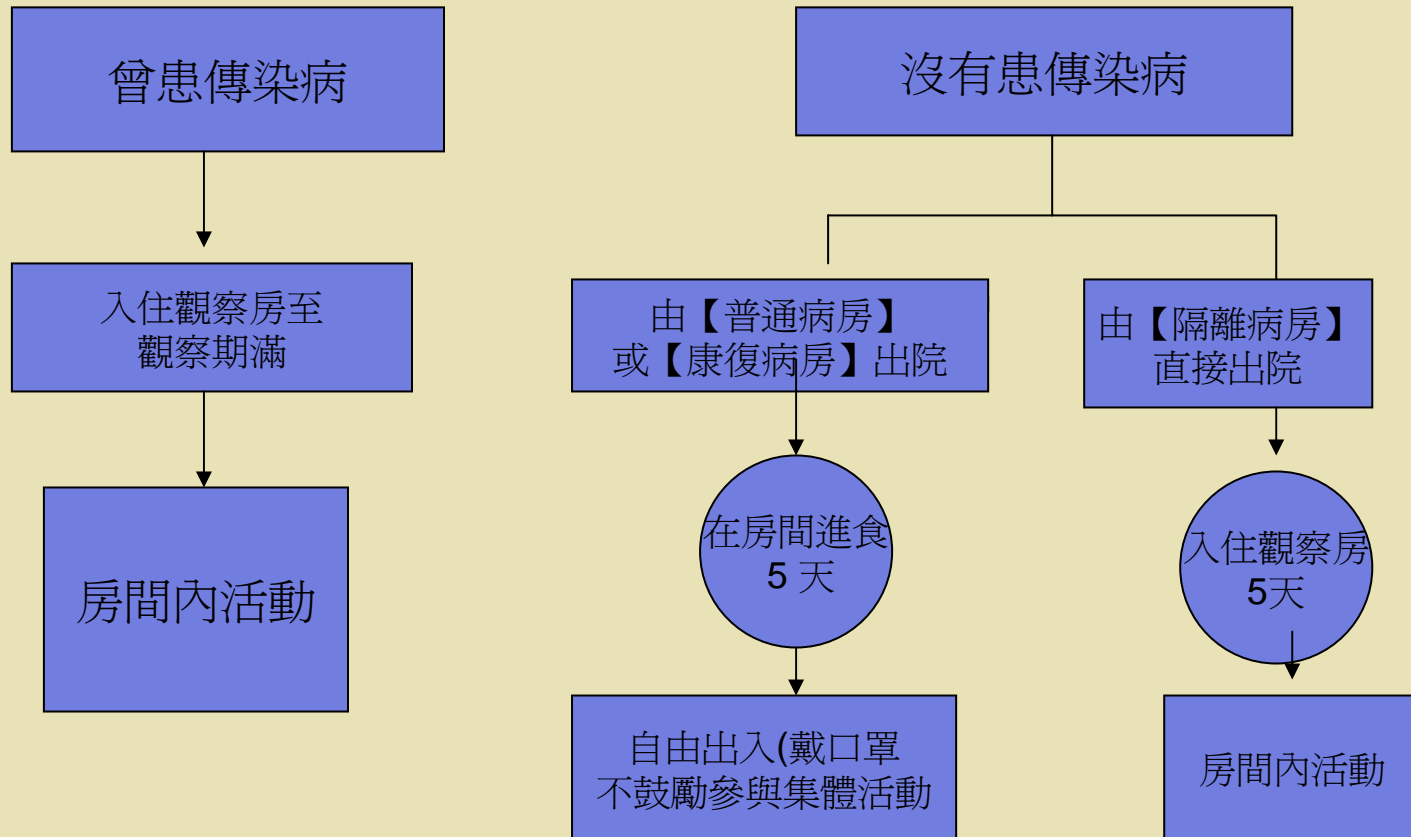 曾患傳染病
沒有患傳染病
入住觀察房至
觀察期滿
由【普通病房】
或【康復病房】出院
由【隔離病房】
直接出院
房間內活動
在房間進食
5 天
入住觀察房
5天
自由出入(戴口罩
不鼓勵參與集體活動
房間內活動